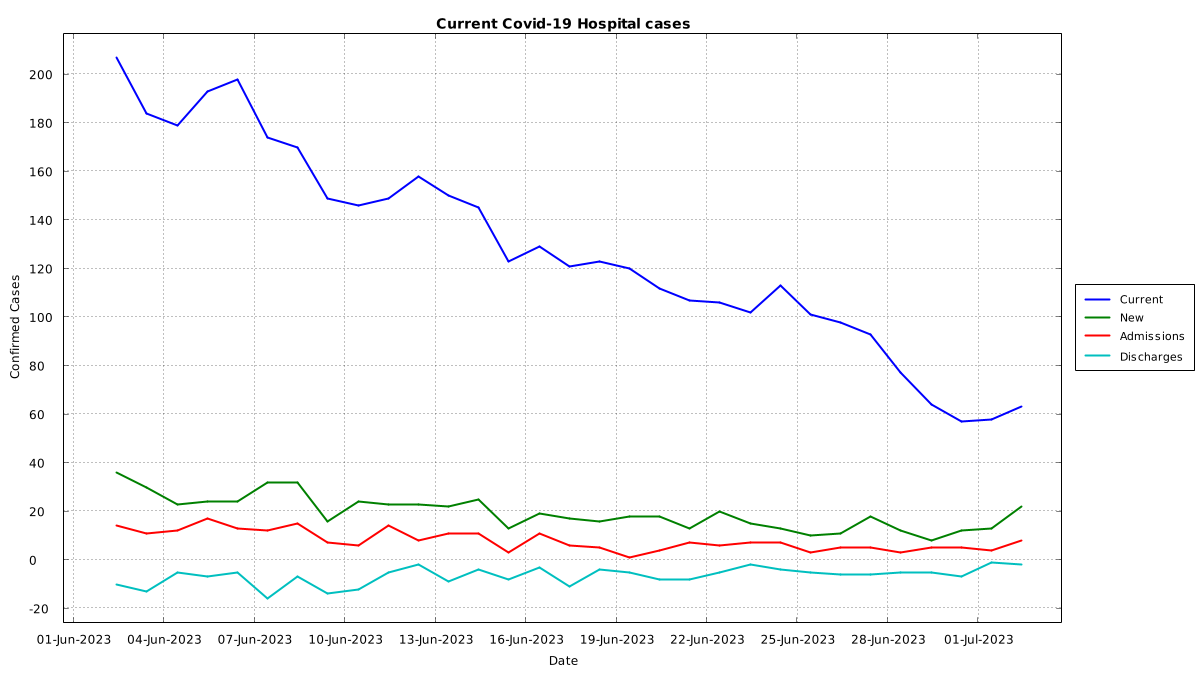 Current Covid-19 Hospital cases
Confirmed Cases
200
180
160
140
120
100
80
60
40
20
0
-20
01-Jun-2023 04-Jun-2023 07-Jun-2023 10-Jun-2023 13-Jun-2023 16-Jun-2023 19-Jun-2023 22-Jun-2023 25-Jun-2023 28-Jun-2023 01-Jul-2023
Date
Current
New
Admissions
Discharges